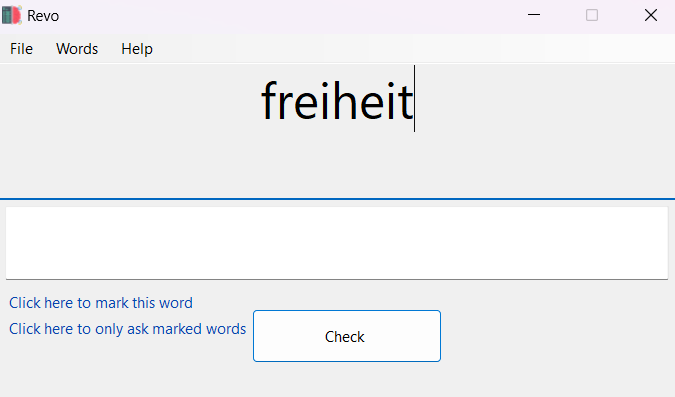 Revo
File Words Help
freiheit
Click here to mark this word
Click here to only ask marked words
Check